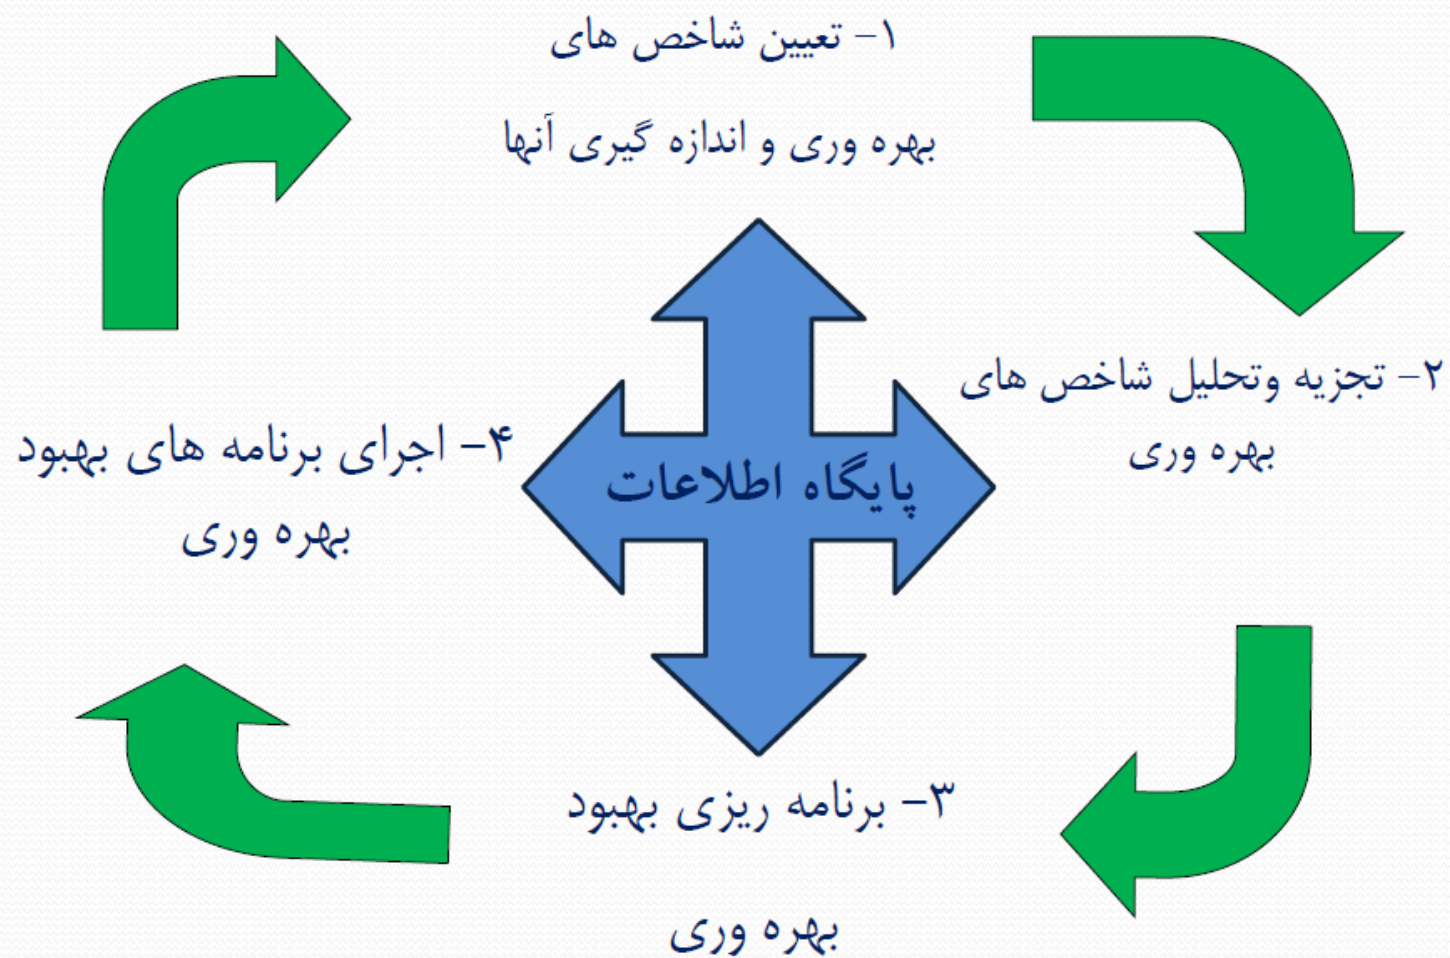 ۱- تعیین شاخص های
بهره وری و اندازه گیری آنها
۲- تجزیه وتحلیل شاخص های
بهره وری
۳- برنامه ریزی بهبود
بهره وری
۴- اجرای برنامه های بهبود
بهره وری
پایگاه اطلاعات